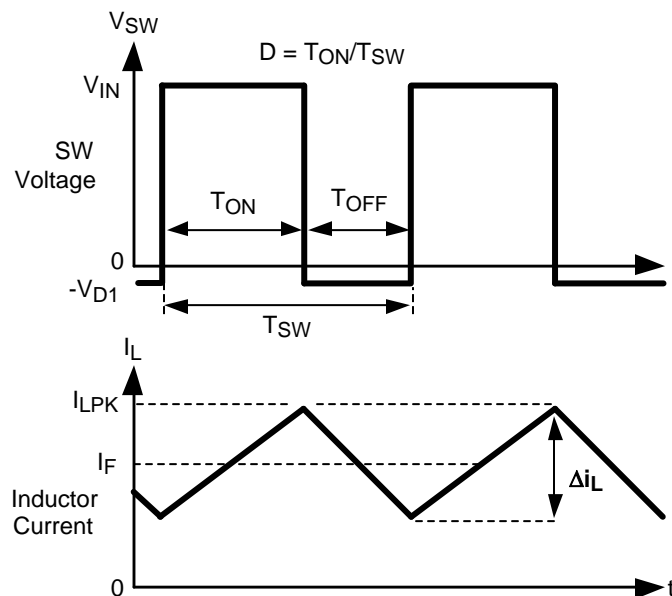 VSW
D = TON/TSW
VIN
SW
Voltage
TON
TOFF
0
-VD1
TSW
IL
ILPK
IF
ΔiL
Inductor
Current
0
t